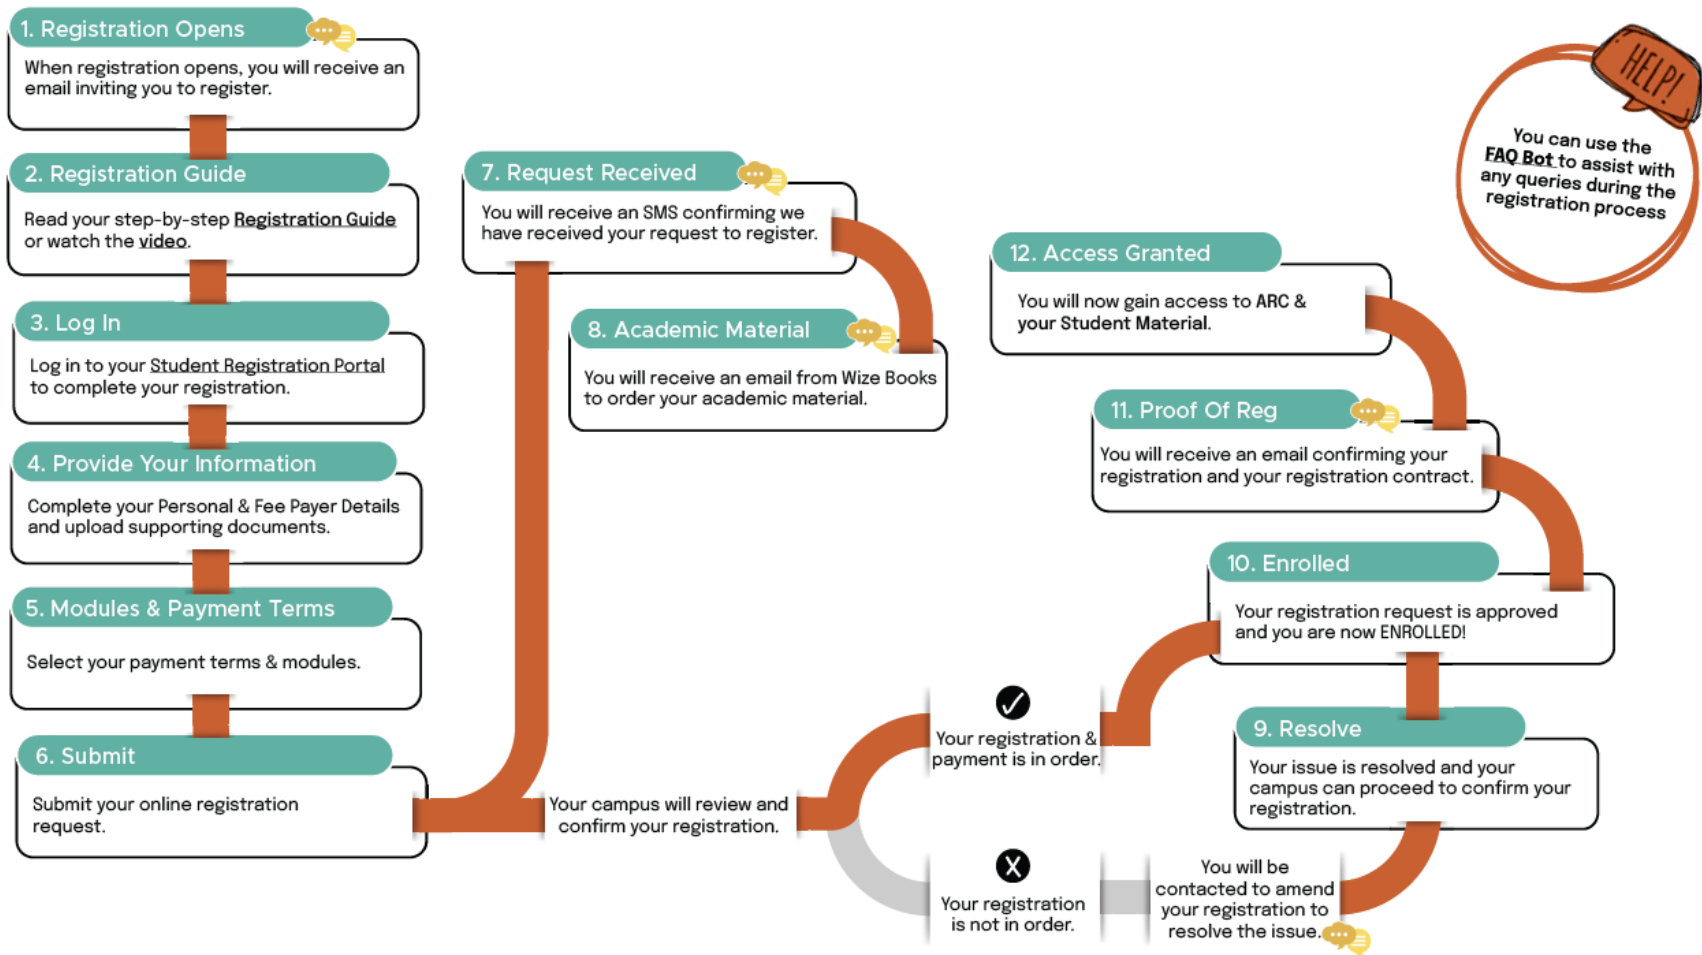 1. Registration Opens
When registration opens, you will receive an
email inviting you to register.
2. Registration Guide
Read your step-by-step Registration Guide
or watch the video.
3. Log In
Log in to your Student Registration Portal
to complete your registration.
4. Provide Your Information
Complete your Personal & Fee Payer Details
and upload supporting documents.
5. Modules & Payment Terms
Select your payment terms & modules.
6. Submit
Submit your online registration
request.
7. Request Received
You will receive an SMS confirming we
have received your request to register.
8. Academic Material
You will receive an email from Wize Books
to order your academic material.
Your campus will review and
confirm your registration.
✓
Your registration &
payment is in order.
X
Your registration
is not in order.
You will be
contacted to amend
your registration to
resolve the issue.
9. Resolve
Your issue is resolved and your
campus can proceed to confirm your
registration.
10. Enrolled
Your registration request is approved
and you are now ENROLLED!
11. Proof Of Reg
You will receive an email confirming your
registration and your registration contract.
12. Access Granted
You will now gain access to ARC &
your Student Material.
HELP!
You can use the
FAQ Bot to assist with
any queries during the
registration process